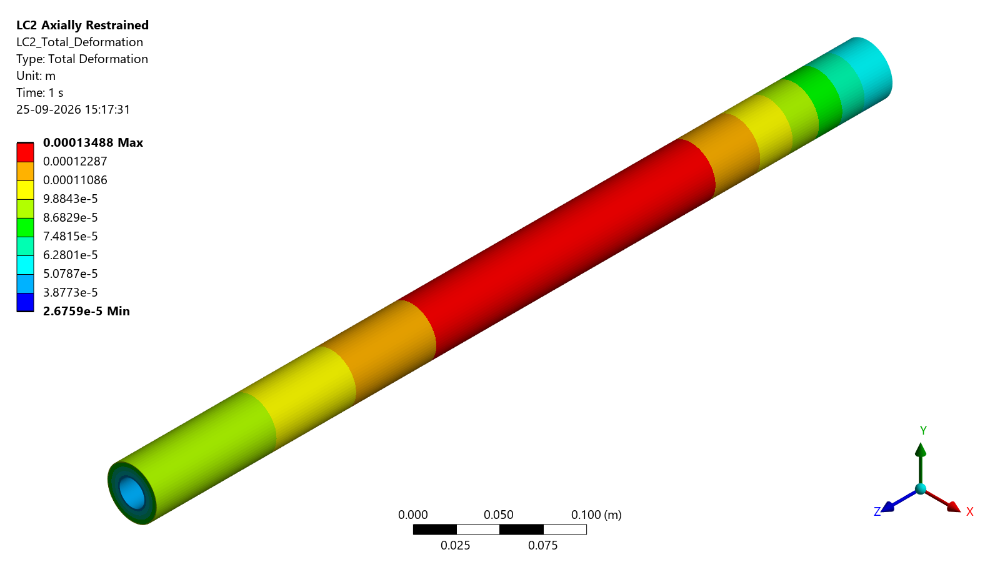 LC2 Axially Restrained
LC2_Total_Deformation
Type: Total Deformation
Unit: m
Time: 1 s
25-09-2026 15:17:31
0.00013488 Max
0.00012287
0.00011086
9.8843e-5
8.6829e-5
7.4815e-5
6.2801e-5
5.0787e-5
3.8773e-5
2.6759e-5 Min
0.000 0.050 0.100 (m)
0.025 0.075
Y
Z X